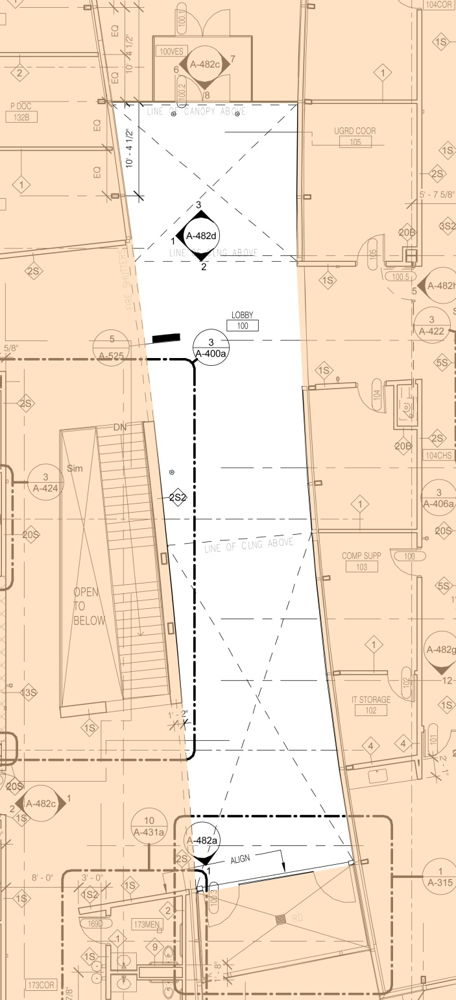 104COR
100.1
EQ
4 1/2"
10'
EQ
100VES
6
A-482c
7
8
100.2
1S
2
1
P DOC
132B
LINE OF CANOPY ABOVE
EQ
10' - 4 1/2"
UGRD COOR
105
1S
EQ
1
2S
5' - 7 5/8"
3
A-482d
1
2
20B
3S2
LINE OF CLNG ABOVE
FIRE SHUTTERS
105
2S
1S
100.5
5
A-482h
LOBBY
100
3
A-422
5
A-525
3
A-400a
5/8"
5S
1S
104
2S
DN
20B
2S
104CHS
Sim
3
A-424
2S2
1
3
A-406a
20S
20S
LINE OF CLNG ABOVE
COMP SUPP
103
103
OPEN
TO
BELOW
5S
1
A-482g
12
13S
IT STORAGE
102
102
1S
1' - 2"
1S
4
4
101
2' - 1"
20S
2
A-482c
1
1S
10
A-431a
A-482a
1
2S
ALIGN
8' - 0"
3' - 0"
1S
1S2
1S
100.3
1
A-315
2
169D
173MEN
RD
1
9
1S
1' - 8"
173COR
7/8"